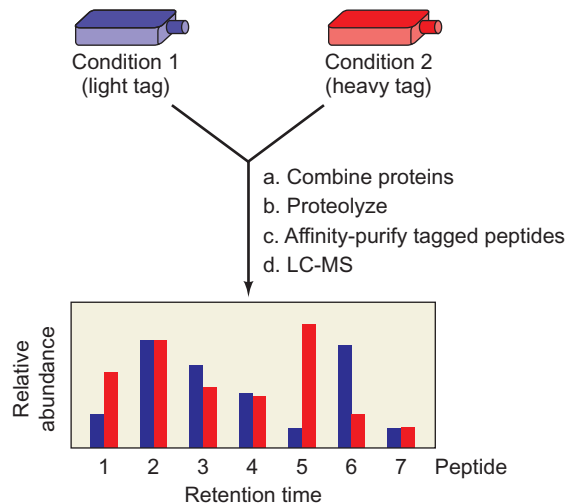 Condition 1
(light tag)
Condition 2
(heavy tag)
a. Combine proteins
b. Proteolyze
c. Affinity-purify tagged peptides
d. LC-MS
Relative
abundance
1 2 3 4 5 6 7 Peptide
Retention time